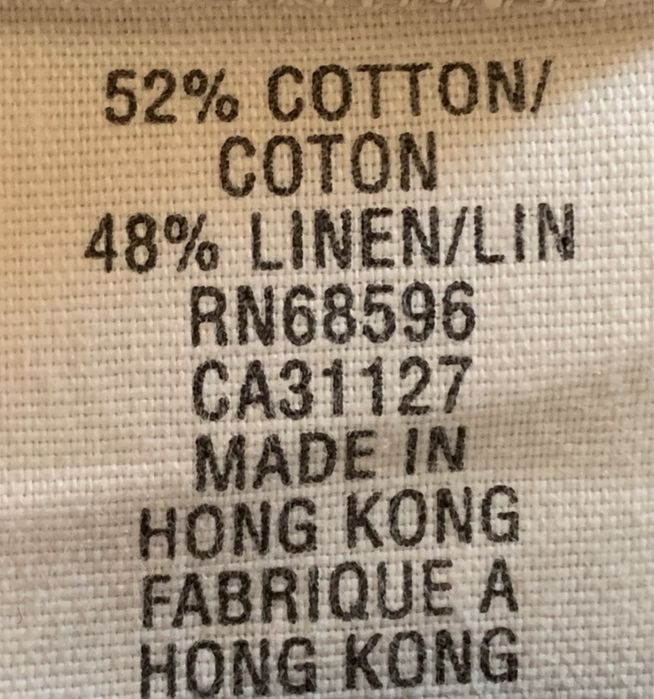 52% COTTON/
COTON
48% LINEN/LIN
RN68596
CA31127
MADE IN
HONG KONG
FABRIQUE A
HONG KONG